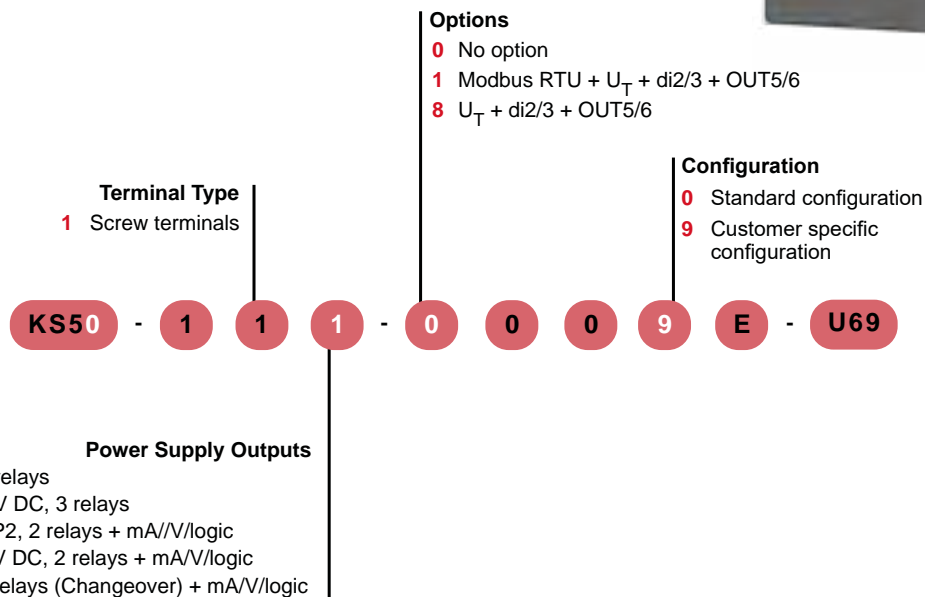 Options
0 No option
1 Modbus RTU + UT + di2/3 + OUT5/6
8 UT + di2/3 + OUT5/6
Configuration
0 Standard configuration
9 Customer specific
configuration
Terminal Type
1 Screw terminals
KS50 - 1 1 1 - 0 0 0 9 E - U69
Power Supply Outputs
relays
DC, 3 relays
2 relays + mA//V/logic
DC, 2 relays + mA/V/logic
relays (Changeover) + mA/V/logic